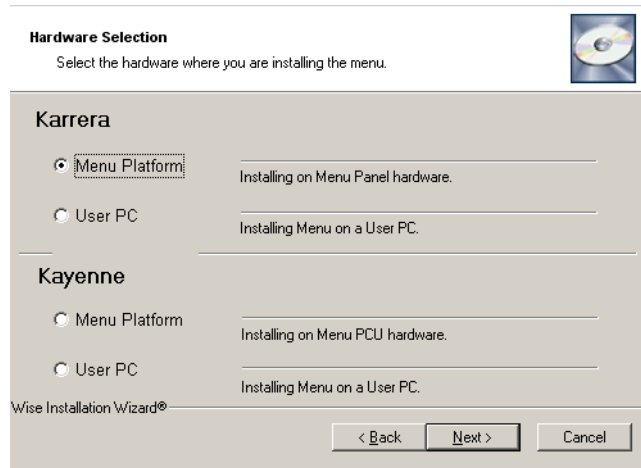 Hardware Selection
Select the hardware where you are installing the menu.
Karrera
Menu Platform
Installing on Menu Panel hardware.
User PC
Installing Menu on a User PC.
Kayenne
Menu Platform
Installing on Menu PCU hardware.
User PC
Installing Menu on a User PC.
Wise Installation Wizard®
< Back Next > Cancel